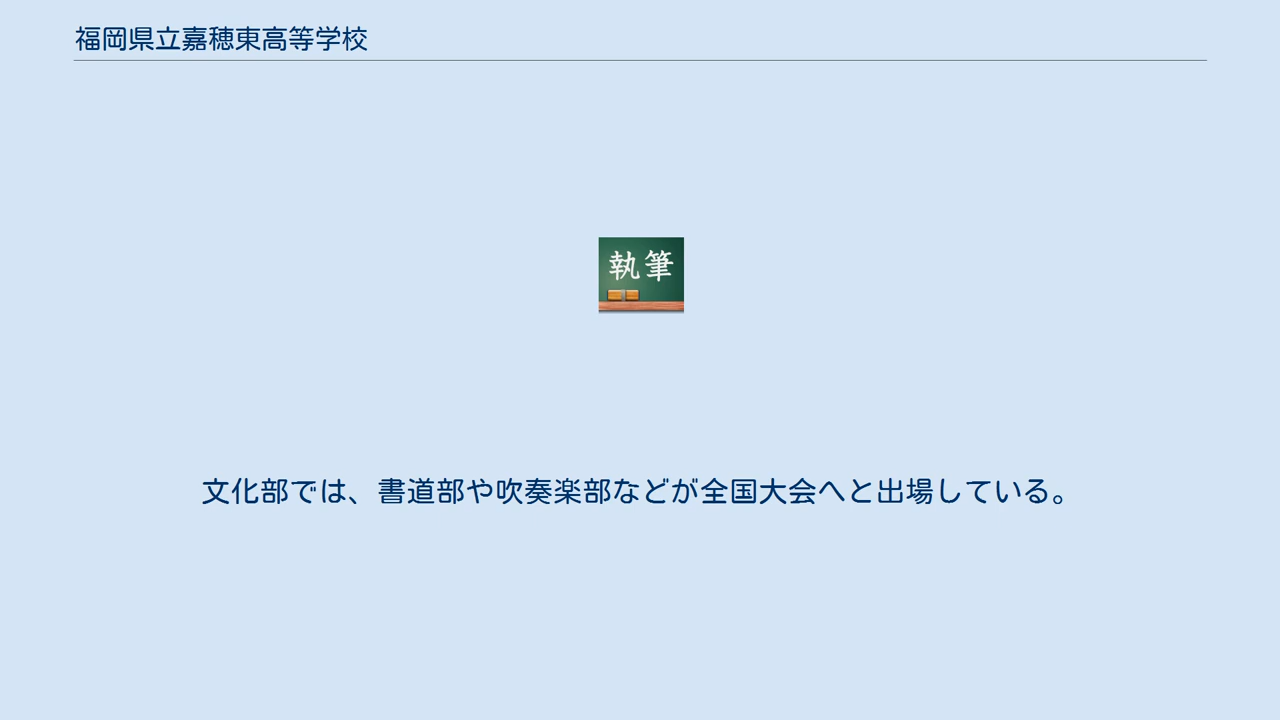 福岡県立嘉穂東高等学校
執筆
文化部では、書道部や吹奏楽部などが全国大会へと出場している。